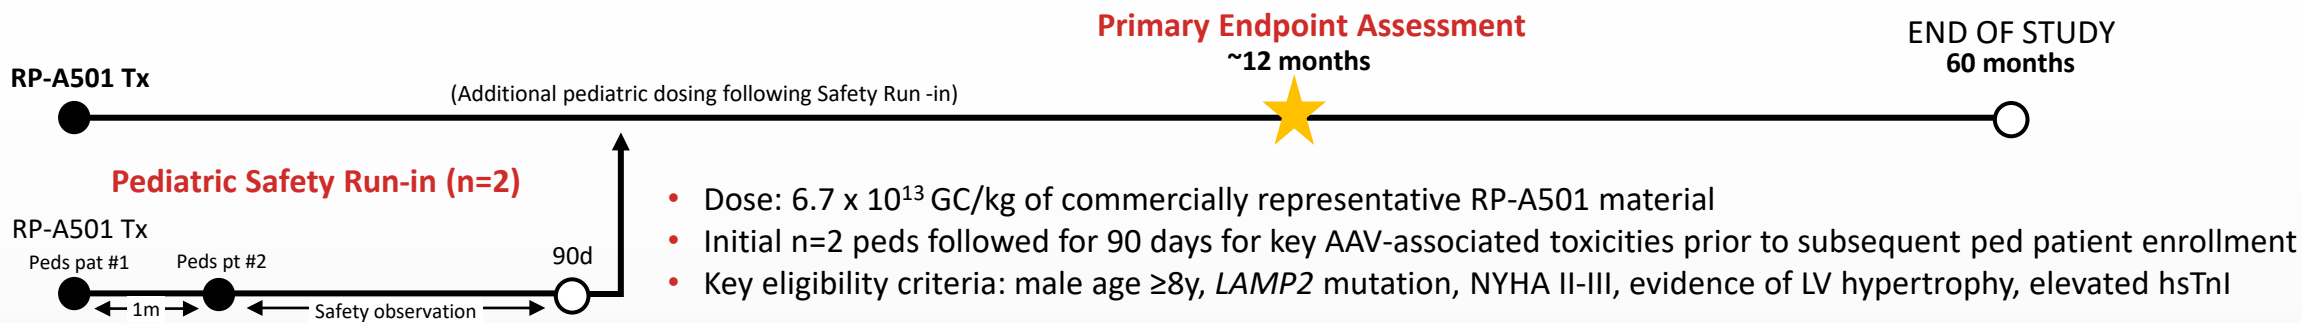 Primary Endpoint Assessment
~12 months
END OF STUDY
60 months
RP-A501 Tx
(Additional pediatric dosing following Safety Run -in)
Pediatric Safety Run-in (n=2)
RP-A501 Tx
Peds pat #1
Peds pt #2
90d
1m
Safety observation
• Dose: 6.7 x 10¹³ GC/kg of commercially representative RP-A501 material
• Initial n=2 peds followed for 90 days for key AAV-associated toxicities prior to subsequent ped patient enrollment
• Key eligibility criteria: male age ≥8y, LAMP2 mutation, NYHA II-III, evidence of LV hypertrophy, elevated hsTnI